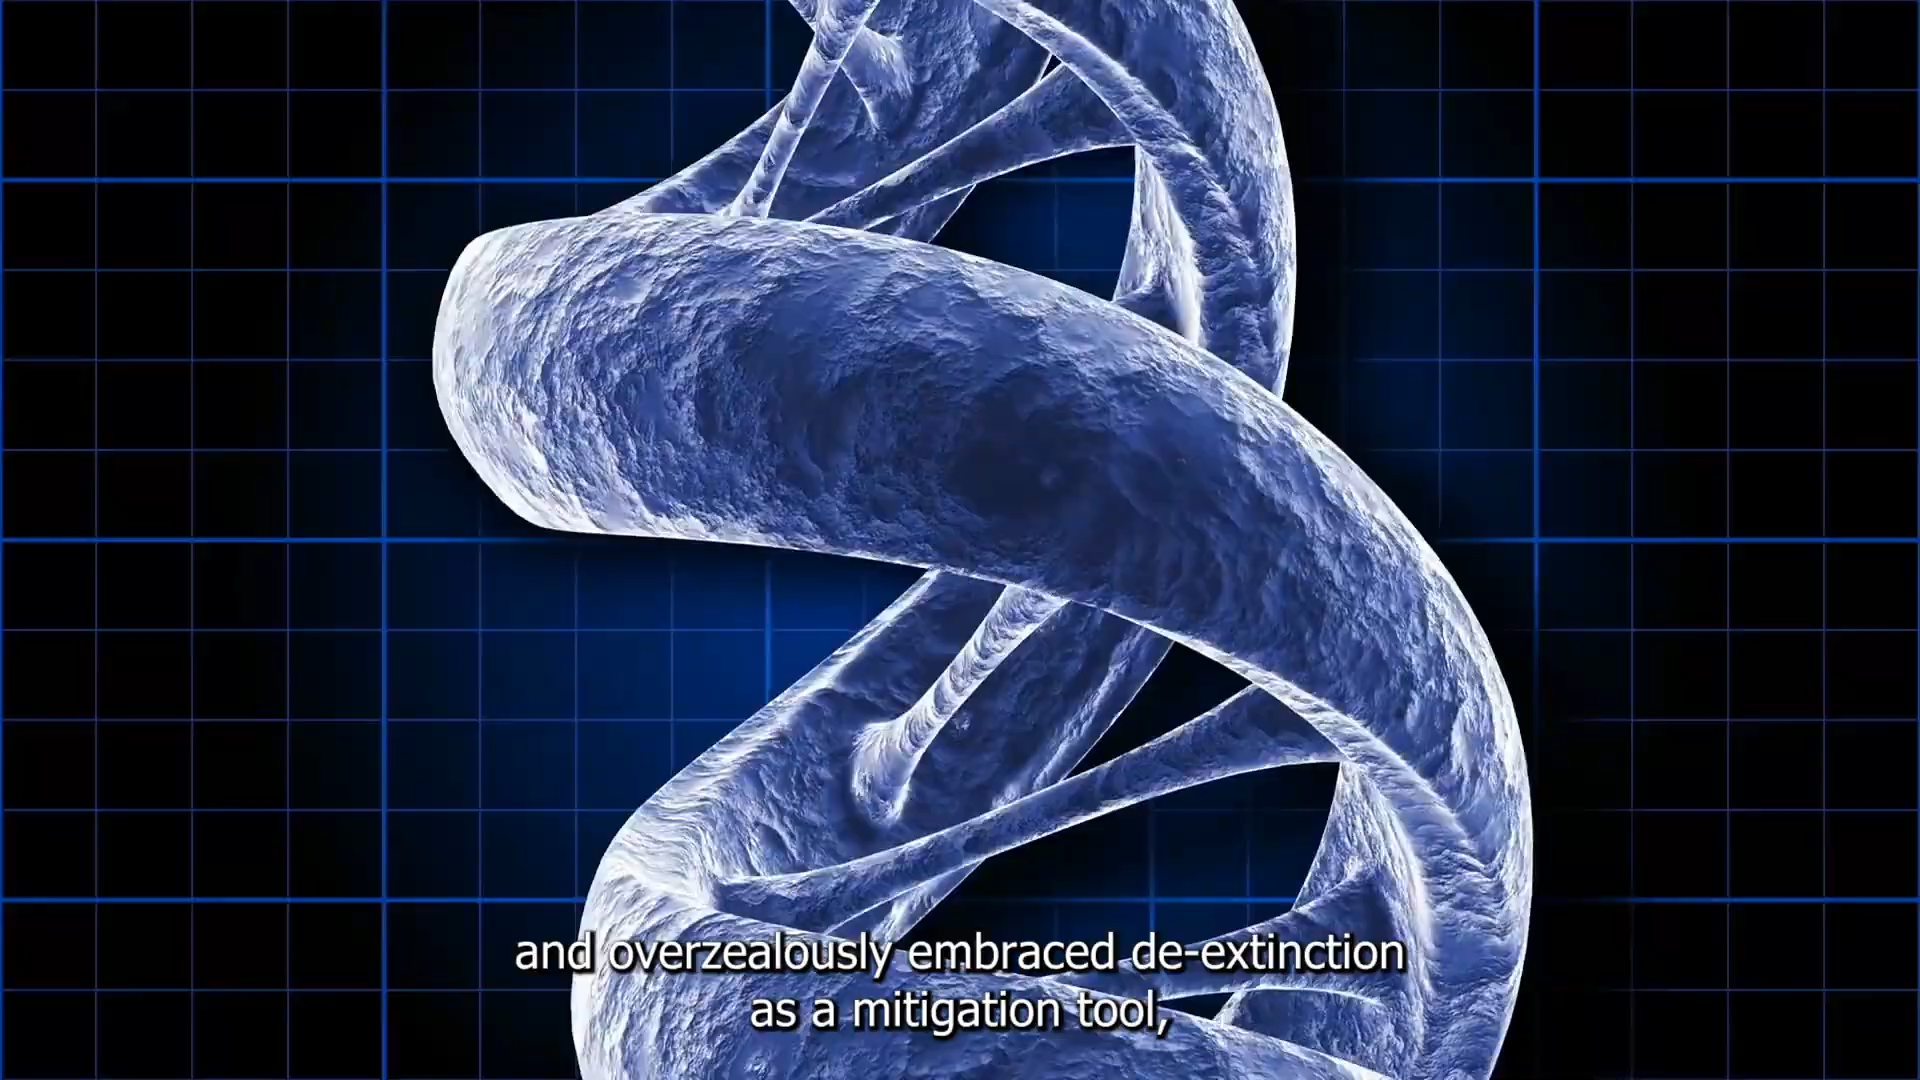 and overzealously embraced de-extinction
as a mitigation tool,